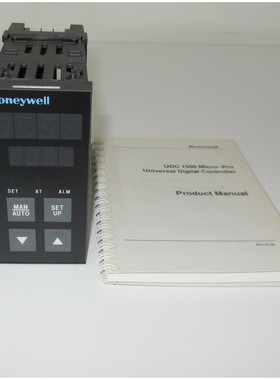 oneywell
SET AT ALM
MAN
AUTO
SET
UP
Honeywell
UDC 1500 Micro-Pro
Universal Digital Controller
Product Manual